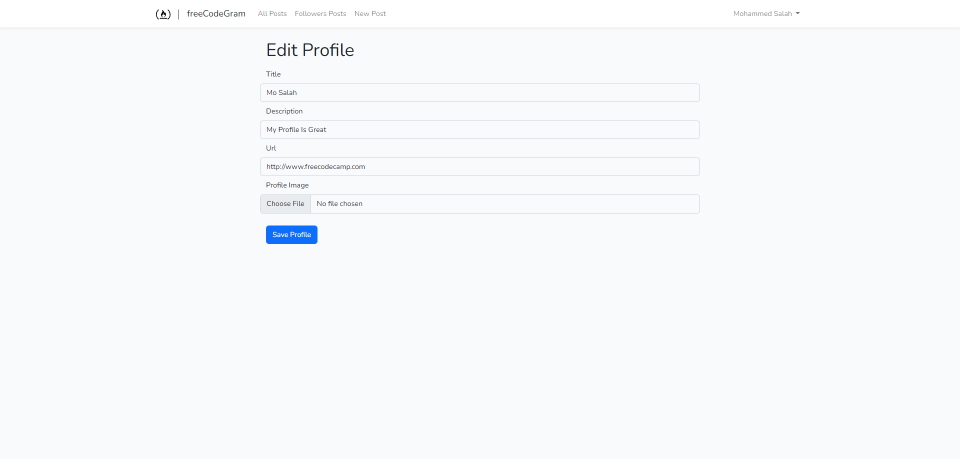 freeCodeGram All Posts Followers Posts New Post Mohammed Salah
Edit Profile
Title
Mo Salah
Description
My Profile Is Great
Url
http://www.freecodecamp.com
Profile Image
Choose File No file chosen
Save Profile